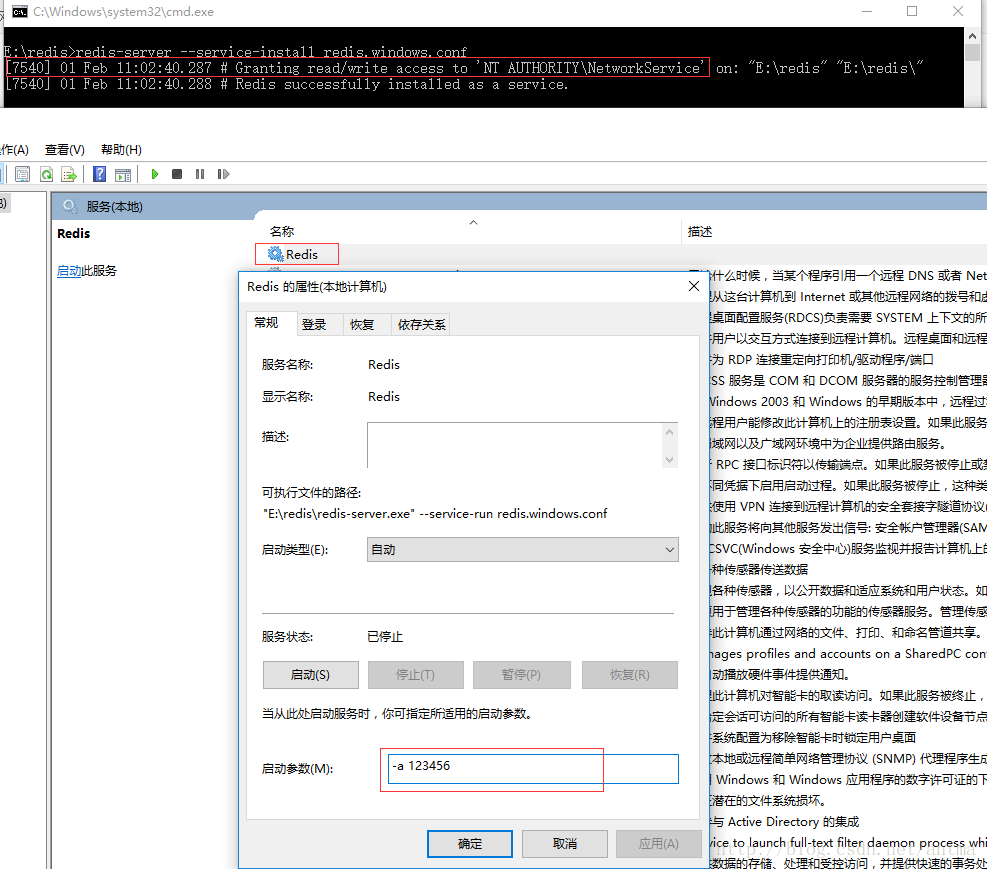 C:\Windows\system32\cmd.exe
E:\redis>redis-server --service-install redis.windows.conf
[7540] 01 Feb 11:02:40.287 # Granting read/write access to 'NT AUTHORITY\NetworkService' on: "E:\redis" "E:\redis\"
[7540] 01 Feb 11:02:40.288 # Redis successfully installed as a service.
作(A) 查看(V) 帮助(H)
服务(本地)
Redis
启动此服务
名称
描述
Redis
Redis 的属性(本地计算机)
常规 登录 恢复 依存关系
服务名称: Redis
显示名称: Redis
描述:
可执行文件的路径:
"E:\redis\redis-server.exe" --service-run redis.windows.conf
启动类型(E): 自动
服务状态: 已停止
启动(S) 停止(T) 暂停(P) 恢复(R)
当从此处启动服务时，你可指定所适用的启动参数。
启动参数(M): -a 123456
确定 取消 应用(A)
什么时候，当某个程序引用一个远程 DNS 或者 Net
从这台计算机到 Internet 或其他远程网络的拨号和虚
桌面配置服务(RDCS)负责需要 SYSTEM 上下文的所
用户以交互方式连接到远程计算机。远程桌面和远程
为 RDP 连接重定向打印机/驱动程序/端口
SS 服务是 COM 和 DCOM 服务器的服务控制管理器
Windows 2003 和 Windows 的早期版本中，远程过
程用户能修改此计算机上的注册表设置。如果此服务
域网以及广域网环境中为企业提供路由服务。
RPC 接口标识符以传输端点。如果此服务被停止或
不同凭据下启用启动过程。如果此服务被停止，这种类
使用 VPN 连接到远程计算机的安全套接字隧道协议(
此服务将向其他服务发出信号: 安全帐户管理器(SAM
CSVC(Windows 安全中心)服务监视并报告计算机上的
种传感器传送数据
各种传感器，以公开数据和适应系统和用户状态。如
用于管理各种传感器的功能的传感器服务。管理传感
此计算机通过网络的文件、打印、和命名管道共享。
nages profiles and accounts on a SharedPC con
动播放硬件事件提供通知。
此计算机对智能卡的取读访问。如果此服务被终止，
定会话可访问的所有智能卡读卡器创建软件设备节点
系统配置为移除智能卡时锁定用户桌面
本地或远程简单网络管理协议 (SNMP) 代理程序生成
Windows 和 Windows 应用程序的数字许可证的下
潜在的文件系统损坏。
与 Active Directory 的集成
vice to launch full-text filter daemon process whi
数据的存储、处理和受控访问，并提供快速的事务处